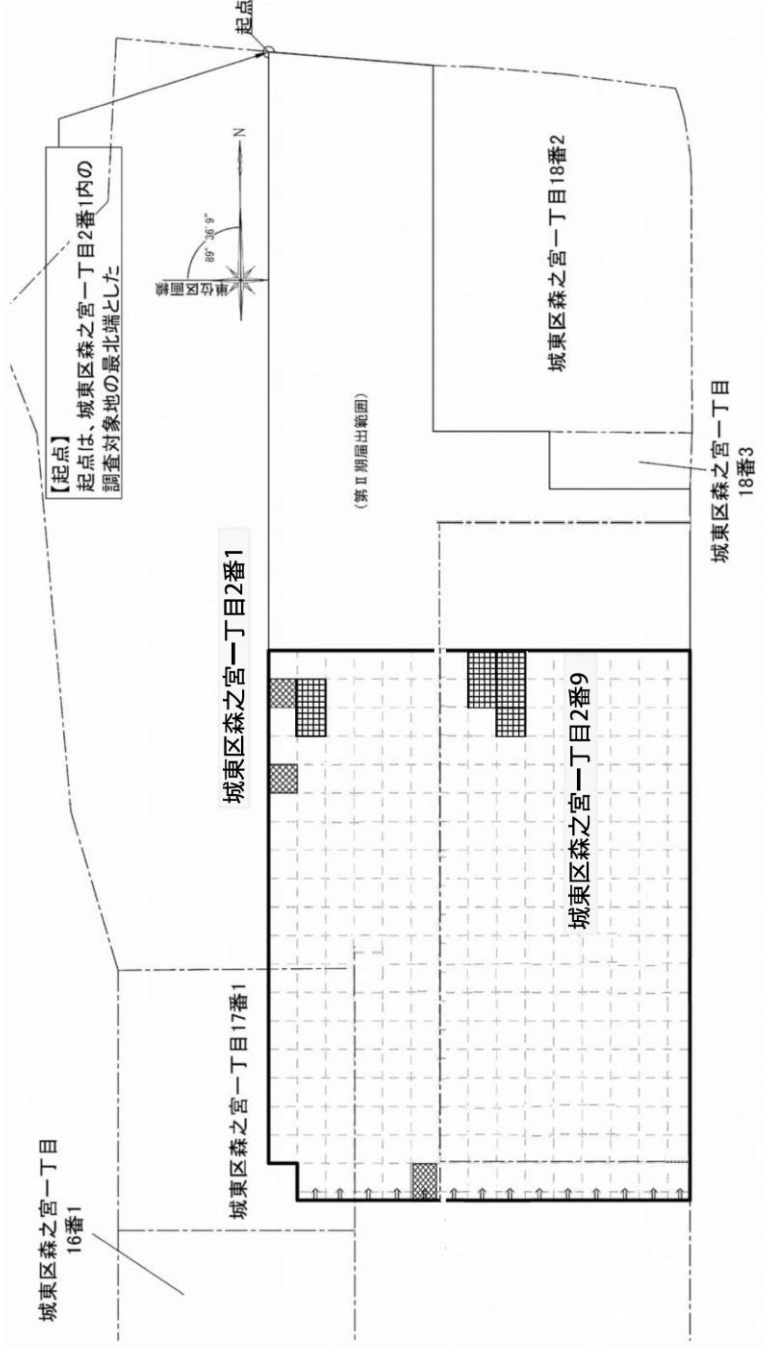 起点
【起点】
起点は、城東区森之宮一丁目2番1内の
調査対象地の最北端とした
N
89° 36′ 9″
単位区画線
(第Ⅱ期届出範囲)
城東区森之宮一丁目18番2
城東区森之宮一丁目
18番3
城東区森之宮一丁目2番1
城東区森之宮一丁目2番9
城東区森之宮一丁目17番1
城東区森之宮一丁目
16番1